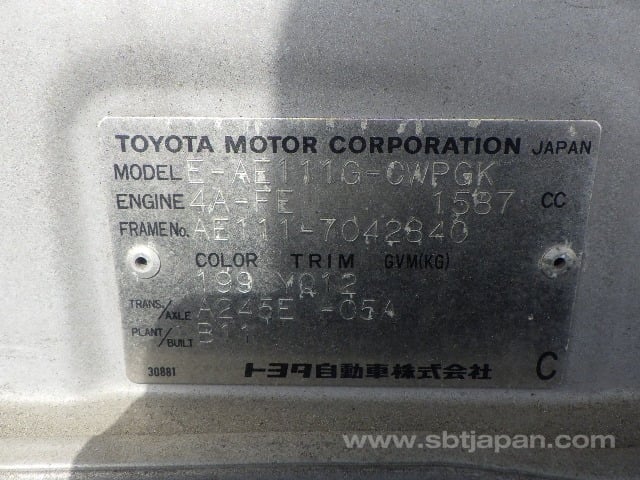 TOYOTA MOTOR CORPORATION JAPAN
MODEL E-AE111G-CWPGK
ENGINE 4A-FE 1587 CC
FRAME No. AE111-7042840
COLOR TRIM GVM(KG)
199
TRANS./AXLE A245E -05A
PLANT/BUILT
30881 トヨタ自動車株式会社 C
www.sbtjapan.com